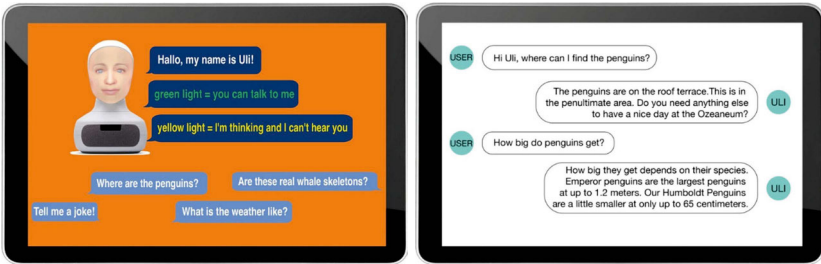 Hallo, my name is Uli!
green light = you can talk to me
yellow light = I'm thinking and I can't hear you
Where are the penguins?
Are these real whale skeletons?
Tell me a joke!
What is the weather like?
USER
Hi Uli, where can I find the penguins?
The penguins are on the roof terrace.This is in
the penultimate area. Do you need anything else
to have a nice day at the Ozeaneum?
ULI
USER
How big do penguins get?
How big they get depends on their species.
Emperor penguins are the largest penguins
at up to 1.2 meters. Our Humboldt Penguins
are a little smaller at only up to 65 centimeters.
ULI